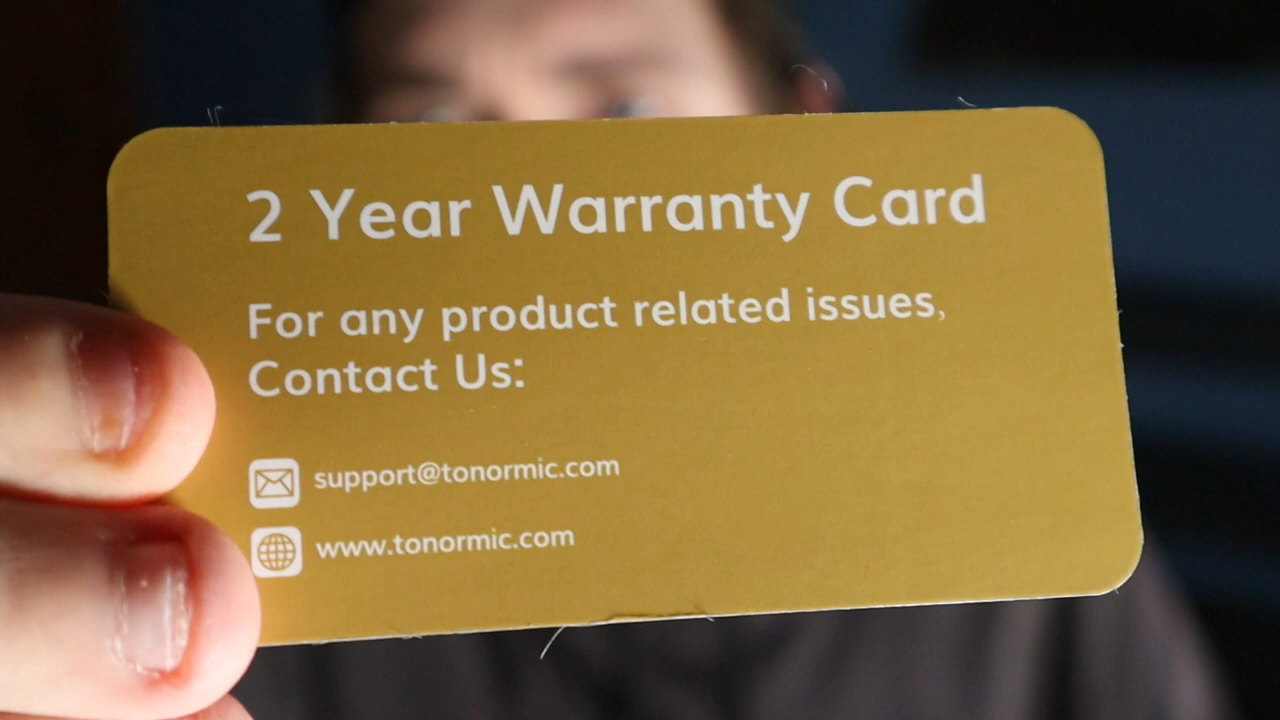 2 Year Warranty Card
For any product related issues,
Contact Us:
support@tonormic.com
www.tonormic.com